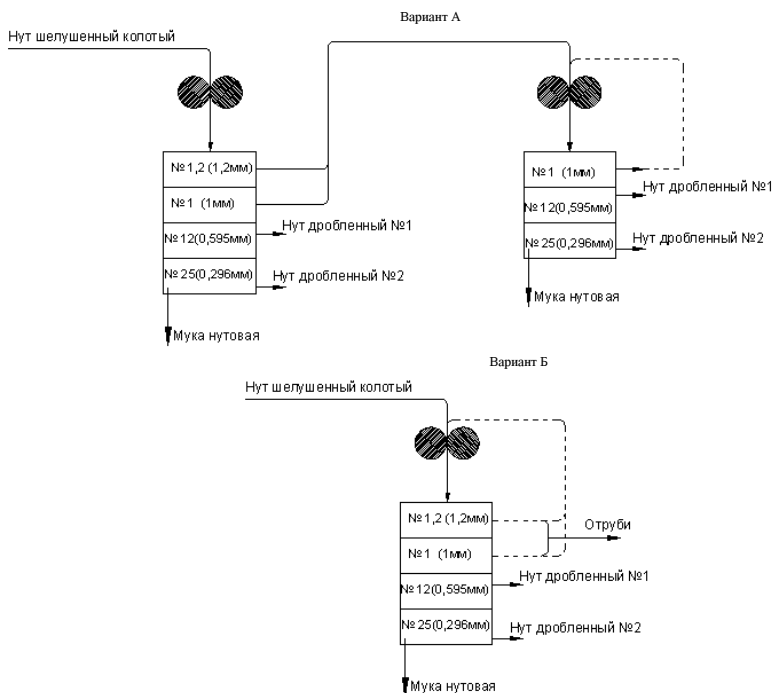 Вариант А
Нут шелушенный колотый
№1,2 (1,2мм)
№1 (1мм)
№12(0,595мм)
№25(0,296мм)
Нут дробленный №1
Нут дробленный №2
Мука нутовая
№1 (1мм)
№12(0,595мм)
№25(0,296мм)
Нут дробленный №1
Нут дробленный №2
Мука нутовая
Вариант Б
Нут шелушенный колотый
№1,2 (1,2мм)
№1 (1мм)
№12(0,595мм)
№25(0,296мм)
Отруби
Нут дробленный №1
Нут дробленный №2
Мука нутовая